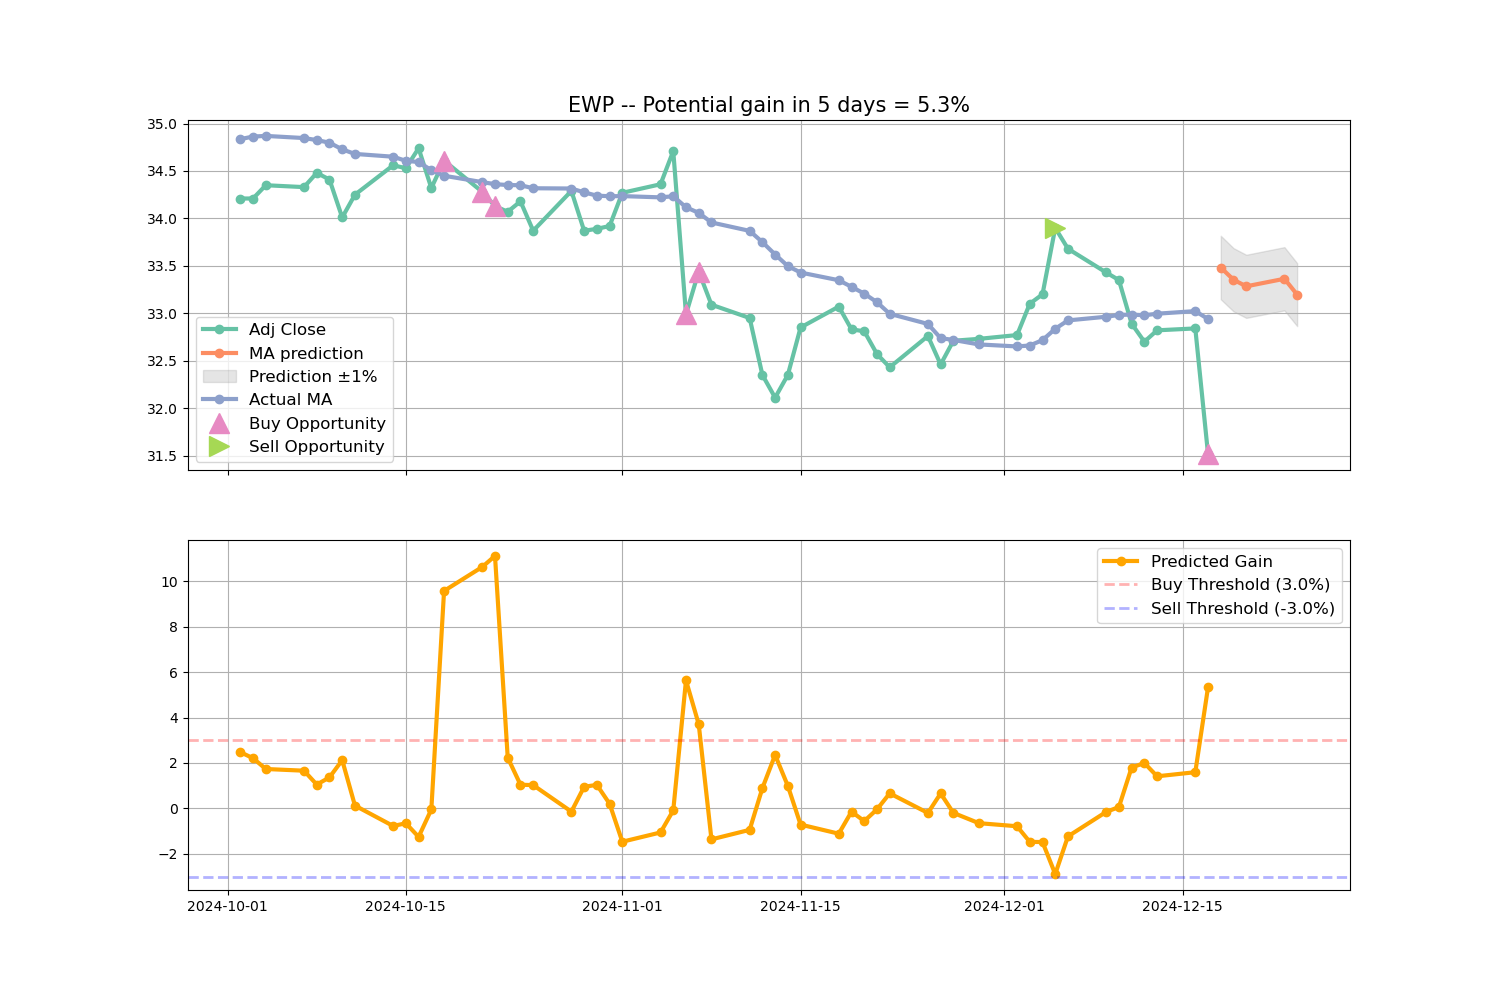 EWP -- Potential gain in 5 days = 5.3%
35.0
34.5
34.0
33.5
33.0
32.5
32.0
31.5
Adj Close
MA prediction
Prediction ±1%
Actual MA
Buy Opportunity
Sell Opportunity
10
8
6
4
2
0
−2
Predicted Gain
Buy Threshold (3.0%)
Sell Threshold (-3.0%)
2024-10-01
2024-10-15
2024-11-01
2024-11-15
2024-12-01
2024-12-15